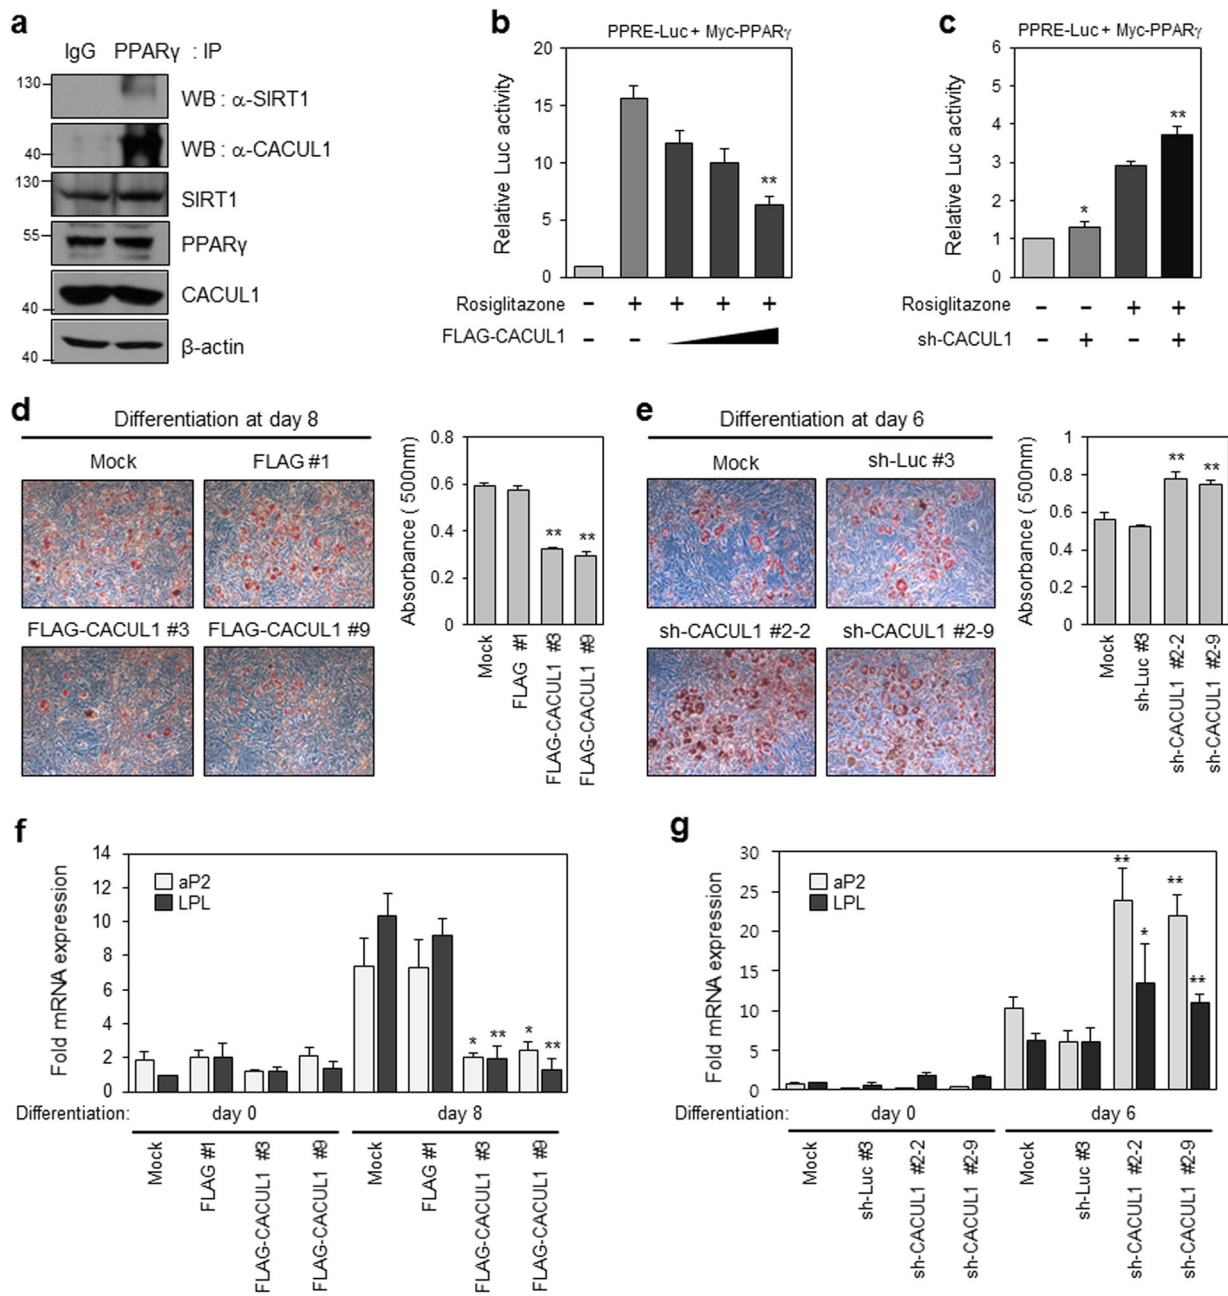 a
IgG PPARγ : IP
130
WB : α-SIRT1
40
WB : α-CACUL1
130
SIRT1
55
PPARγ
40
CACUL1
40
β-actin
b
PPRE-Luc + Myc-PPARγ
Relative Luc activity
20
15
10
5
0
**
Rosiglitazone − + + + +
FLAG-CACUL1 − −
c
PPRE-Luc + Myc-PPARγ
Relative Luc activity
6
5
4
3
2
1
0
* **
Rosiglitazone − − + +
sh-CACUL1 − + − +
d
Differentiation at day 8
Mock FLAG #1
FLAG-CACUL1 #3 FLAG-CACUL1 #9
Absorbance ( 500nm)
0.8
0.6
0.4
0.2
0
** **
Mock
FLAG #1
FLAG-CACUL1 #3
FLAG-CACUL1 #9
e
Differentiation at day 6
Mock sh-Luc #3
sh-CACUL1 #2-2 sh-CACUL1 #2-9
Absorbance ( 500nm)
1
0.8
0.6
0.4
0.2
0
** **
Mock
sh-Luc #3
sh-CACUL1 #2-2
sh-CACUL1 #2-9
f
Fold mRNA expression
14
12
10
8
6
4
2
0
aP2
LPL
* ** * **
Differentiation: day 0 day 8
Mock
FLAG #1
FLAG-CACUL1 #3
FLAG-CACUL1 #9
Mock
FLAG #1
FLAG-CACUL1 #3
FLAG-CACUL1 #9
g
Fold mRNA expression
30
25
20
15
10
5
0
aP2
LPL
** * ** **
Differentiation: day 0 day 6
Mock
sh-Luc #3
sh-CACUL1 #2-2
sh-CACUL1 #2-9
Mock
sh-Luc #3
sh-CACUL1 #2-2
sh-CACUL1 #2-9